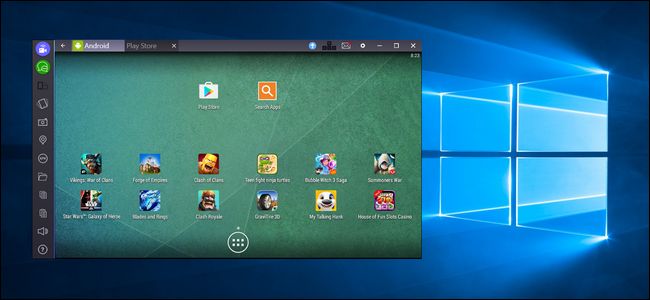 Android Play Store
8:23
Play Store Search Apps
Vikings: War of Clans Forge of Empires Clash of Clans Teen fight ninja turtles Bubble Witch 3 Saga Summoners War
Star Wars™: Galaxy of Heroe Blades and Rings Clash Royale GraviTire 3D My Talking Hank House of Fun Slots Casino